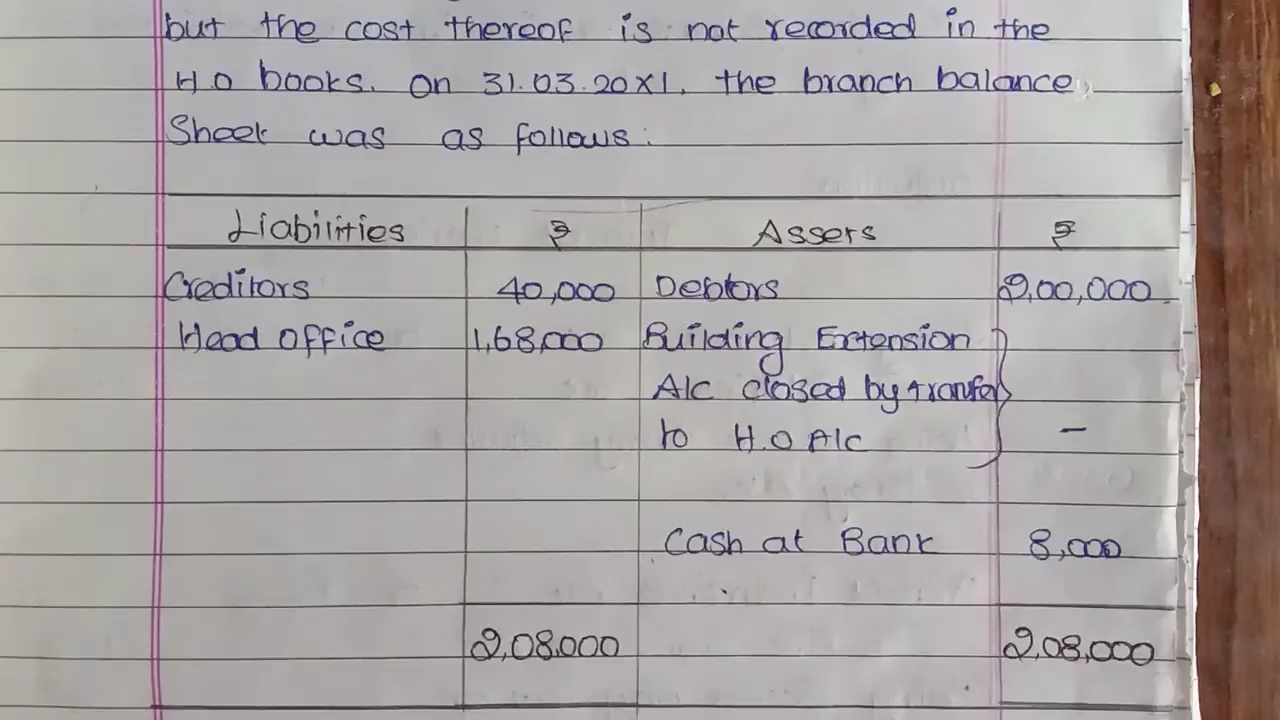 but the cost thereof is not recorded in the
H.O books. On 31.03.20X1, the branch balance
Sheet was as follows:
Liabilities ₹ Assers ₹
Creditors 40,000 Debtors 2,00,000
Head Office 1,68,000 Building Extension
A/c closed by transfer
to H.O A/c –
Cash at Bank 8,000
2,08,000 2,08,000